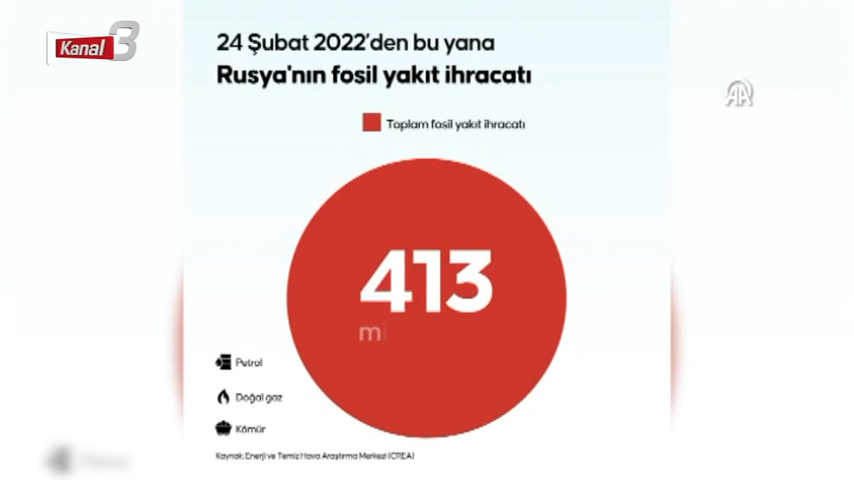 Kanal 3
24 Şubat 2022'den bu yana
Rusya'nın fosil yakıt ihracatı
AA
Toplam fosil yakıt ihracatı
413
mi
Petrol
Doğal gaz
Kömür
Kaynak: Enerji ve Temiz Hava Araştırma Merkezi (CREA)